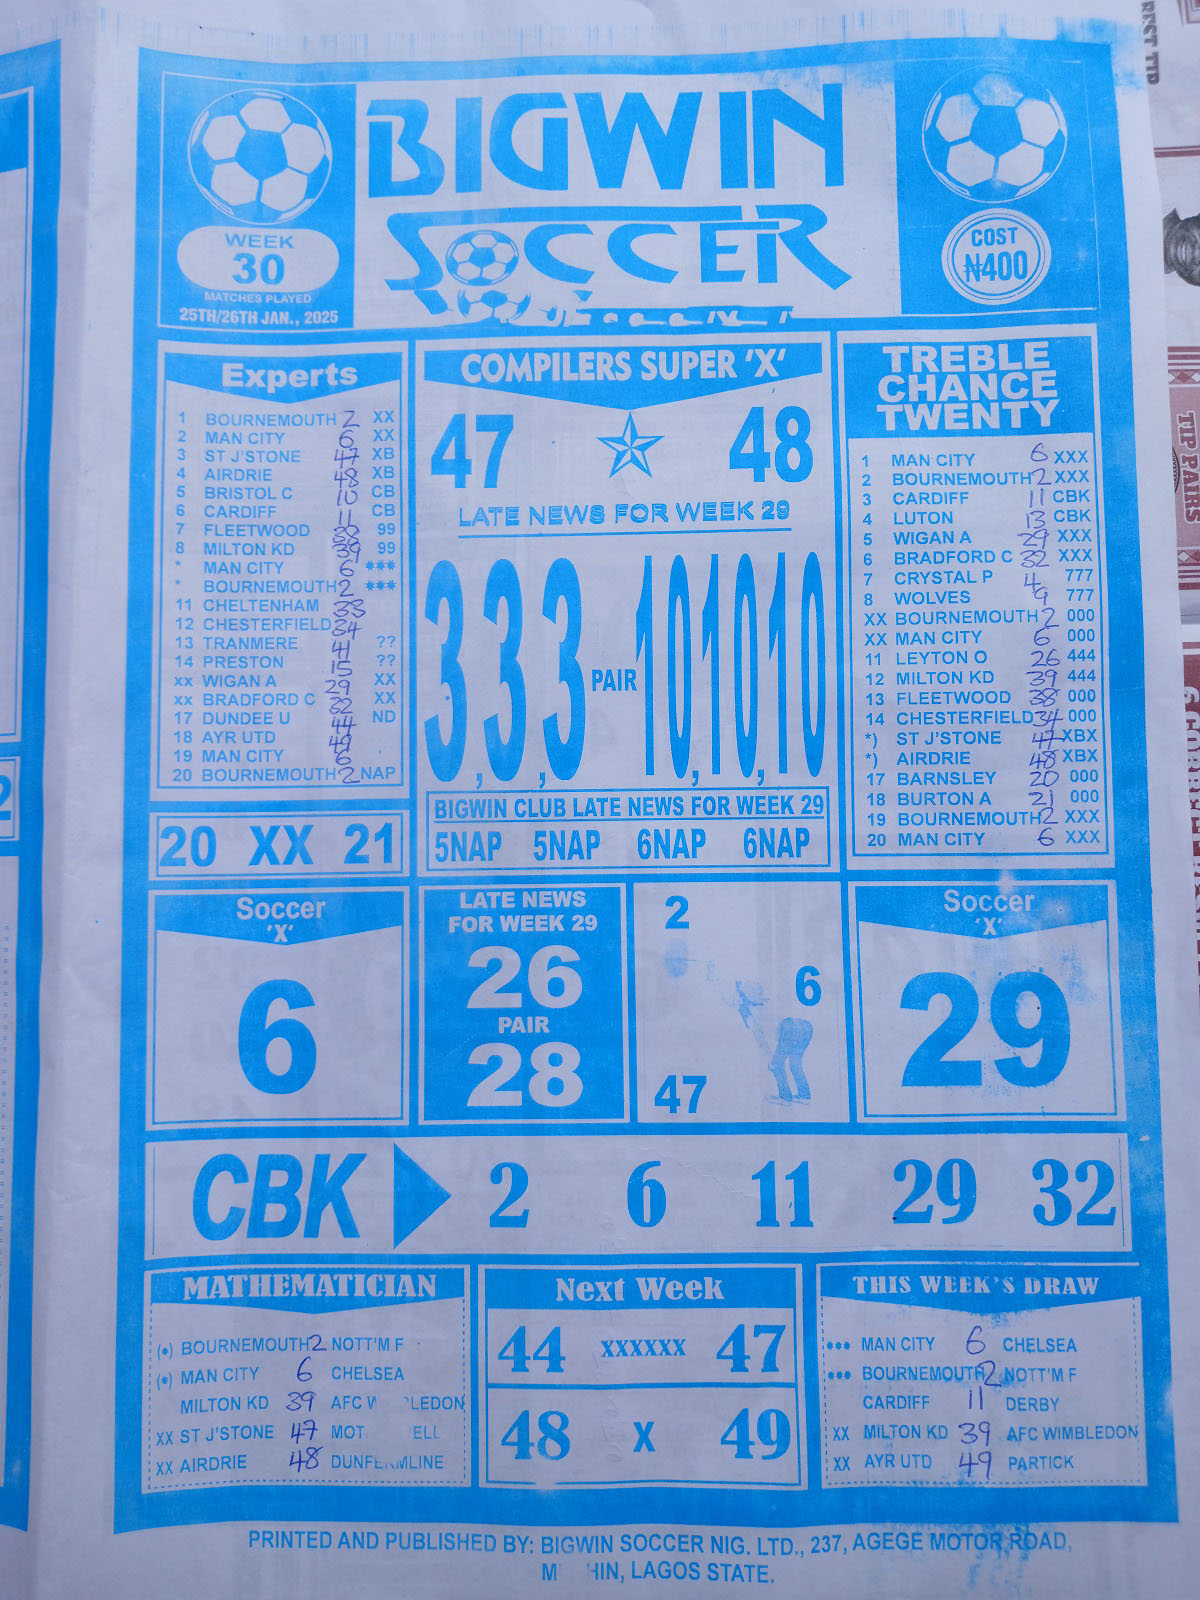 BIGWIN
SOCCER
WEEK
30
MATCHES PLAYED
25TH/26TH JAN., 2025
COST
₦400
Experts
1 BOURNEMOUTH 2 XX
2 MAN CITY 6 XX
3 ST J'STONE 47 XB
4 AIRDRIE 48 XB
5 BRISTOL C 10 CB
6 CARDIFF 11 CB
7 FLEETWOOD 38 99
8 MILTON KD 39 99
* MAN CITY 6 ***
* BOURNEMOUTH 2 ***
11 CHELTENHAM 33
12 CHESTERFIELD 34
13 TRANMERE 41 ??
14 PRESTON 15 ??
xx WIGAN A 29 XX
xx BRADFORD C 32 XX
17 DUNDEE U 44 ND
18 AYR UTD 49
19 MAN CITY 6
20 BOURNEMOUTH 2 NAP
20 XX 21
COMPILERS SUPER 'X'
47 48
LATE NEWS FOR WEEK 29
3,3,3 PAIR 10,10,10
BIGWIN CLUB LATE NEWS FOR WEEK 29
5NAP 5NAP 6NAP 6NAP
TREBLE
CHANCE
TWENTY
1 MAN CITY 6 XXX
2 BOURNEMOUTH 2 XXX
3 CARDIFF 11 CBK
4 LUTON 13 CBK
5 WIGAN A 29 XXX
6 BRADFORD C 32 XXX
7 CRYSTAL P 4 777
8 WOLVES 9 777
XX BOURNEMOUTH 2 000
XX MAN CITY 6 000
11 LEYTON O 26 444
12 MILTON KD 39 444
13 FLEETWOOD 38 000
14 CHESTERFIELD 34 000
*) ST J'STONE 47 XBX
*) AIRDRIE 48 XBX
17 BARNSLEY 20 000
18 BURTON A 21 000
19 BOURNEMOUTH 2 XXX
20 MAN CITY 6 XXX
Soccer
'X'
6
LATE NEWS
FOR WEEK 29
26
PAIR
28
2
6
47
Soccer
'X'
29
CBK 2 6 11 29 32
MATHEMATICIAN
(•) BOURNEMOUTH 2 NOTT'M F
(•) MAN CITY 6 CHELSEA
MILTON KD 39 AFC
XX ST J'STONE 47
XX AIRDRIE 48 DUNFERMLINE
Next Week
44 XXXXXX 47
48 X 49
THIS WEEK'S DRAW
*** MAN CITY 6 CHELSEA
*** BOURNEMOUTH 2 NOTT'M F
CARDIFF 11 DERBY
XX MILTON KD 39 AFC WIMBLEDON
XX AYR UTD 49 PARTICK
PRINTED AND PUBLISHED BY: BIGWIN SOCCER NIG. LTD., 237, AGEGE MOTOR ROAD,
LAGOS STATE.
TIP PAIRS